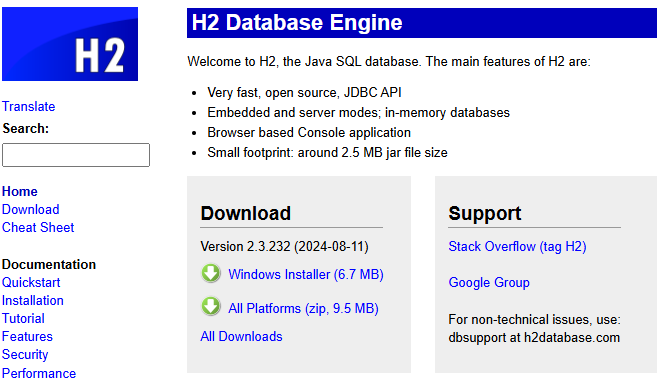 H2
Translate
Search:
Home
Download
Cheat Sheet
Documentation
Quickstart
Installation
Tutorial
Features
Security
Performance
H2 Database Engine
Welcome to H2, the Java SQL database. The main features of H2 are:
Very fast, open source, JDBC API
Embedded and server modes; in-memory databases
Browser based Console application
Small footprint: around 2.5 MB jar file size
Download
Version 2.3.232 (2024-08-11)
Windows Installer (6.7 MB)
All Platforms (zip, 9.5 MB)
All Downloads
Support
Stack Overflow (tag H2)
Google Group
For non-technical issues, use:
dbsupport at h2database.com